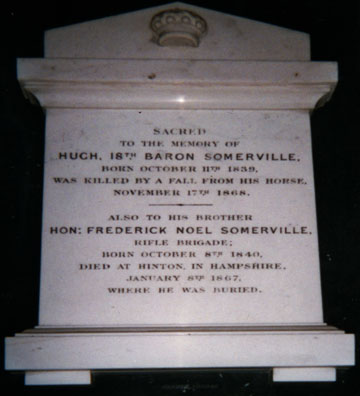 SACRED
TO THE MEMORY OF
HUGH, 18TH BARON SOMERVILLE,
BORN OCTOBER 11TH 1839,
WAS KILLED BY A FALL FROM HIS HORSE,
NOVEMBER 17TH 1868.
ALSO TO HIS BROTHER
HON: FREDERICK NOEL SOMERVILLE,
RIFLE BRIGADE;
BORN OCTOBER 8TH 1840,
DIED AT HINTON, IN HAMPSHIRE,
JANUARY 6TH 1867,
WHERE HE WAS BURIED.